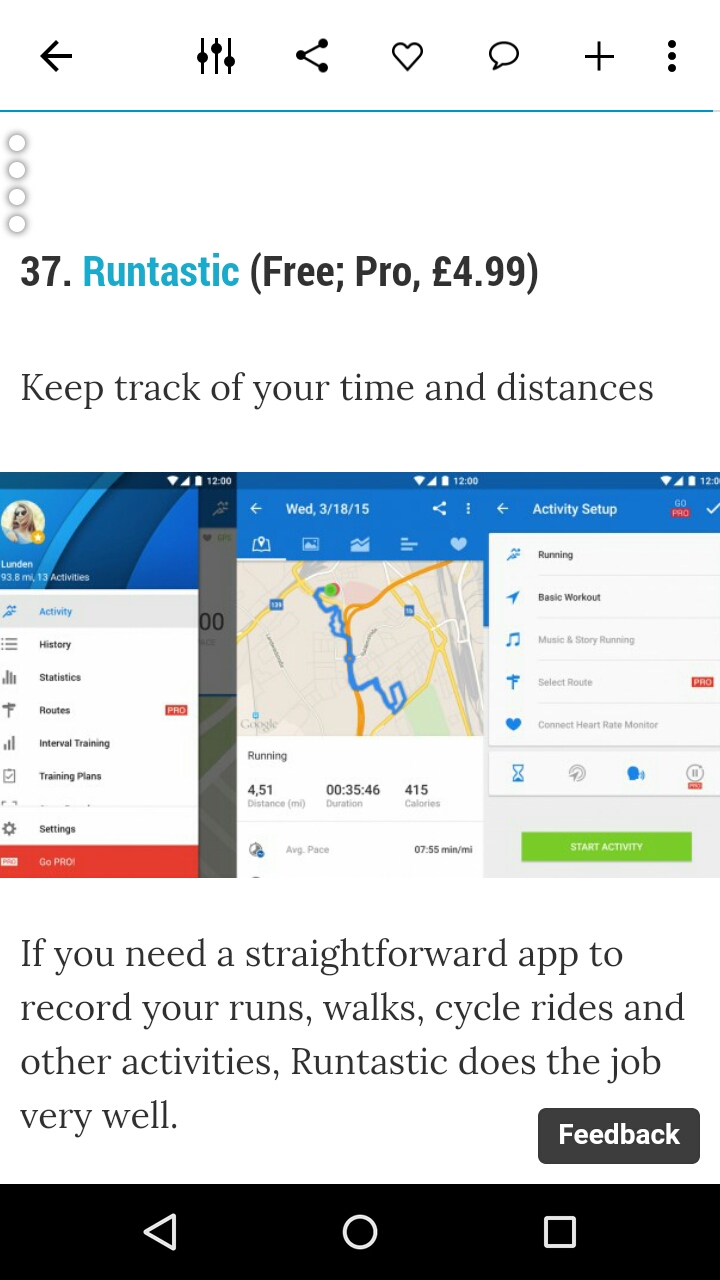 37. Runtastic (Free; Pro, £4.99)
Keep track of your time and distances
12:00
Lunden
93.8 mi, 13 Activities
Activity
History
Statistics
Routes PRO
Interval Training
Training Plans
Settings
PRO Go PRO!
00
12:00
Wed, 3/18/15
Google
Running
4,51 00:35:46 415
Distance (mi) Duration Calories
Avg. Pace 07:55 min/mi
12:0
Activity Setup GO
PRO
Running
Basic Workout
Music & Story Running
Select Route PRO
Connect Heart Rate Monitor
PRO
START ACTIVITY
If you need a straightforward app to
record your runs, walks, cycle rides and
other activities, Runtastic does the job
very well.
Feedback